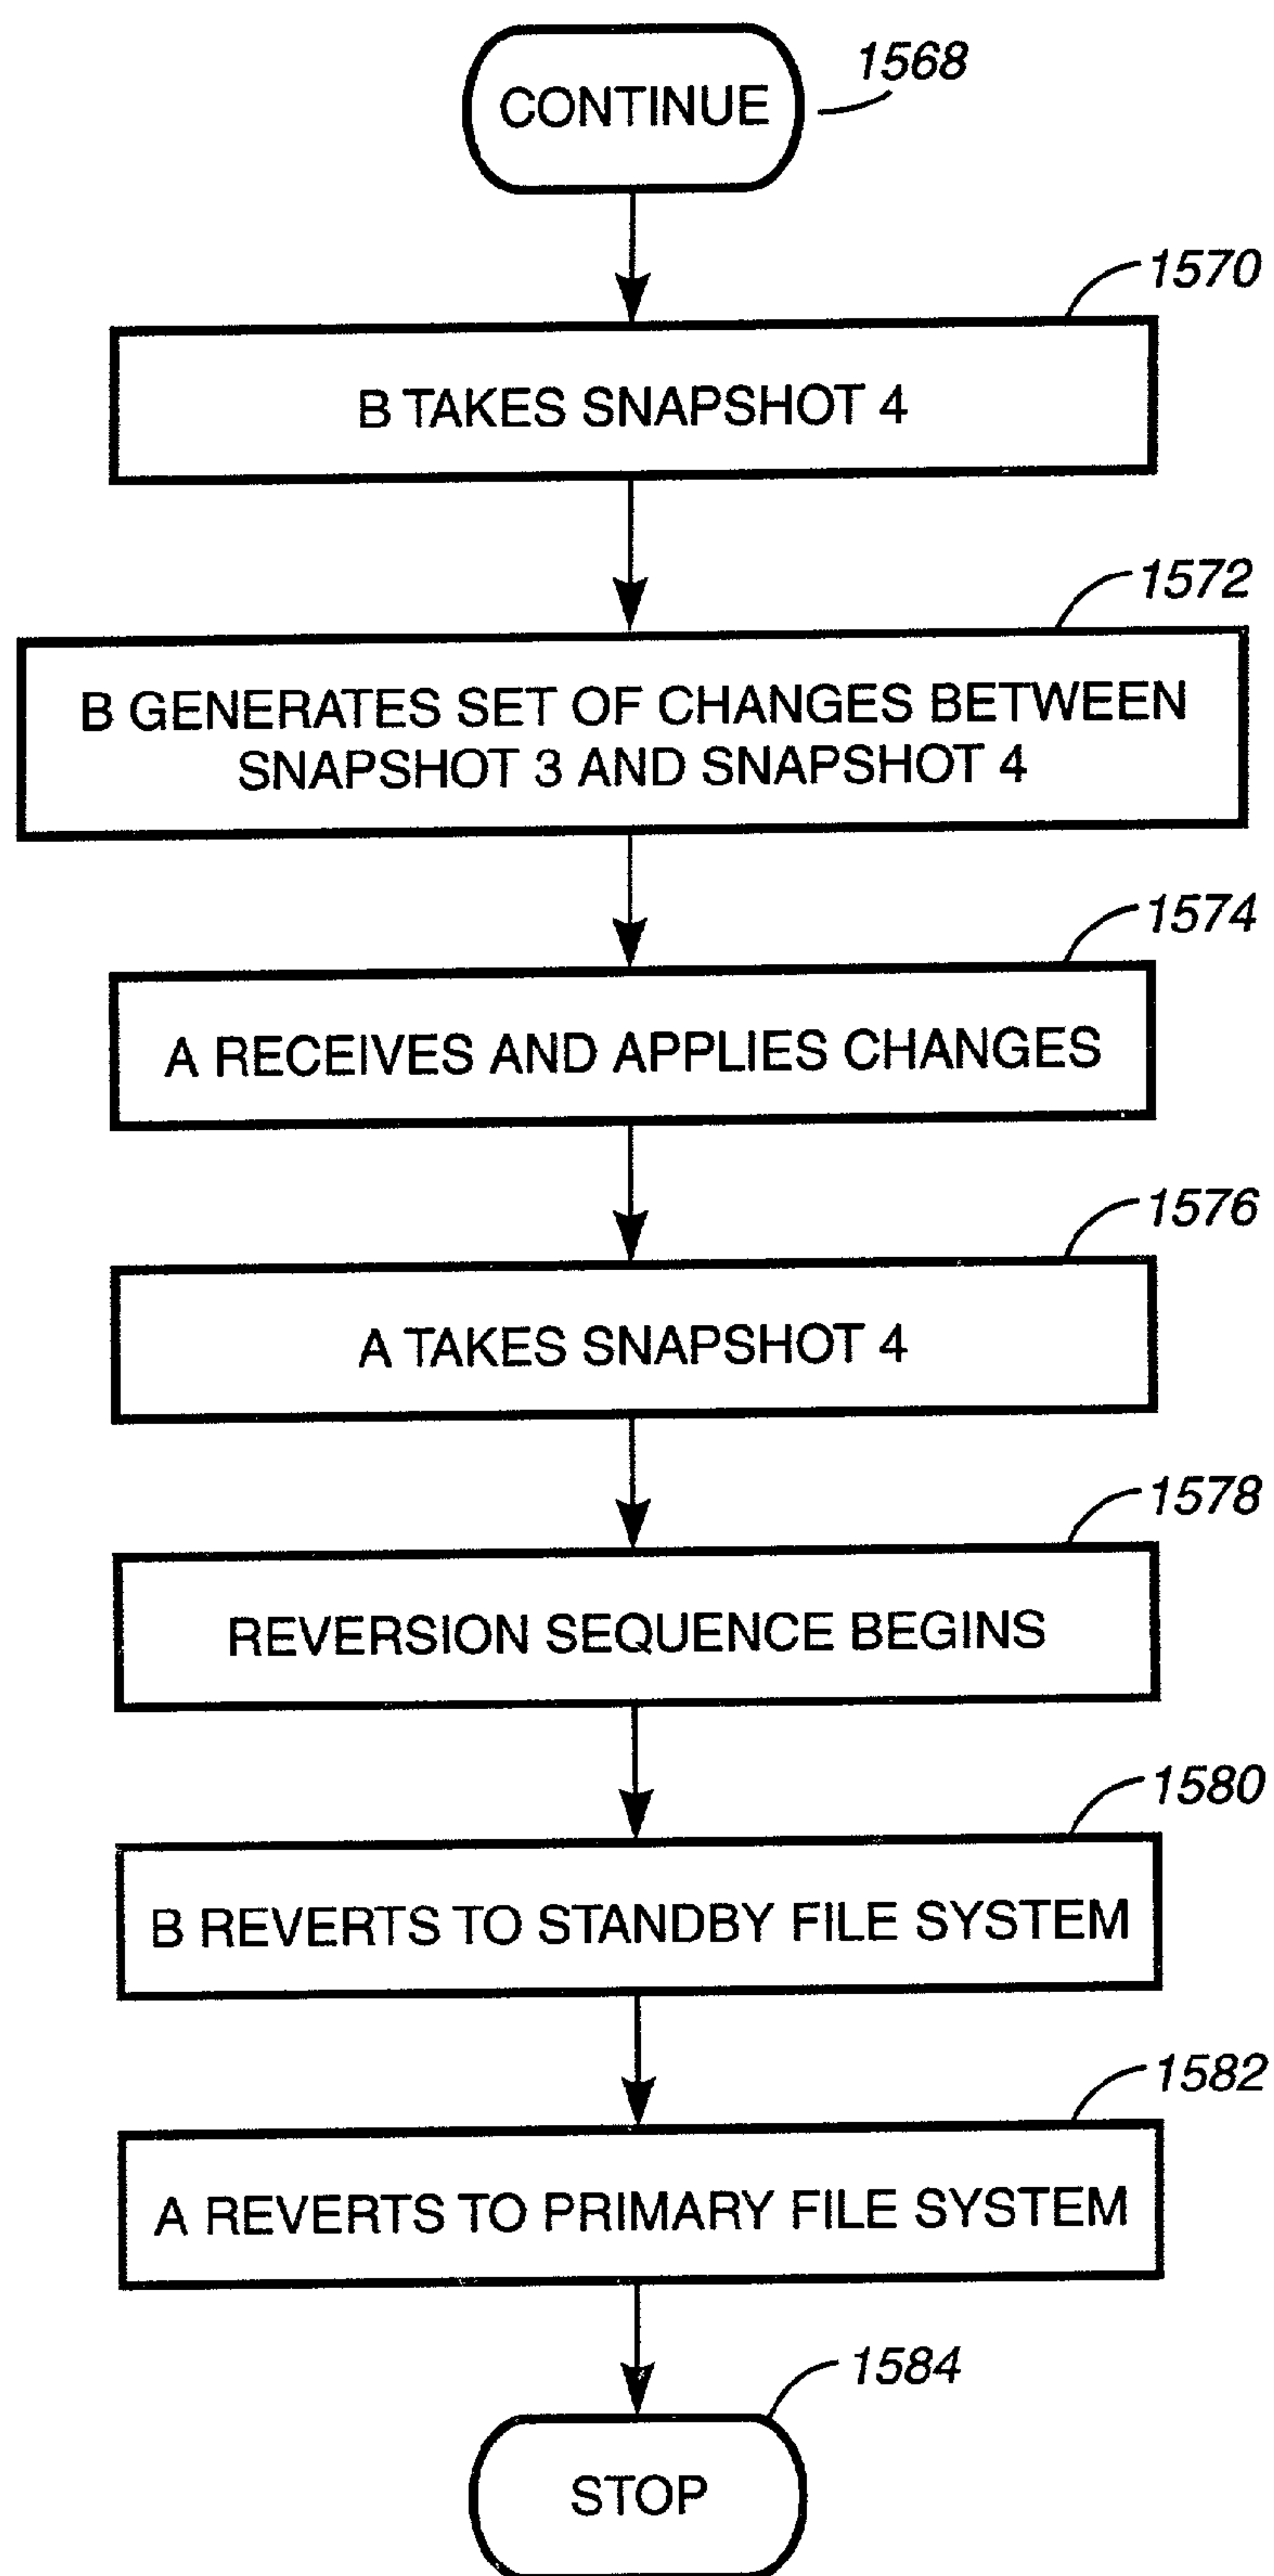 CONTINUE
1568
1570
B TAKES SNAPSHOT 4
1572
B GENERATES SET OF CHANGES BETWEEN
SNAPSHOT 3 AND SNAPSHOT 4
1574
A RECEIVES AND APPLIES CHANGES
1576
A TAKES SNAPSHOT 4
1578
REVERSION SEQUENCE BEGINS
1580
B REVERTS TO STANDBY FILE SYSTEM
1582
A REVERTS TO PRIMARY FILE SYSTEM
1584
STOP